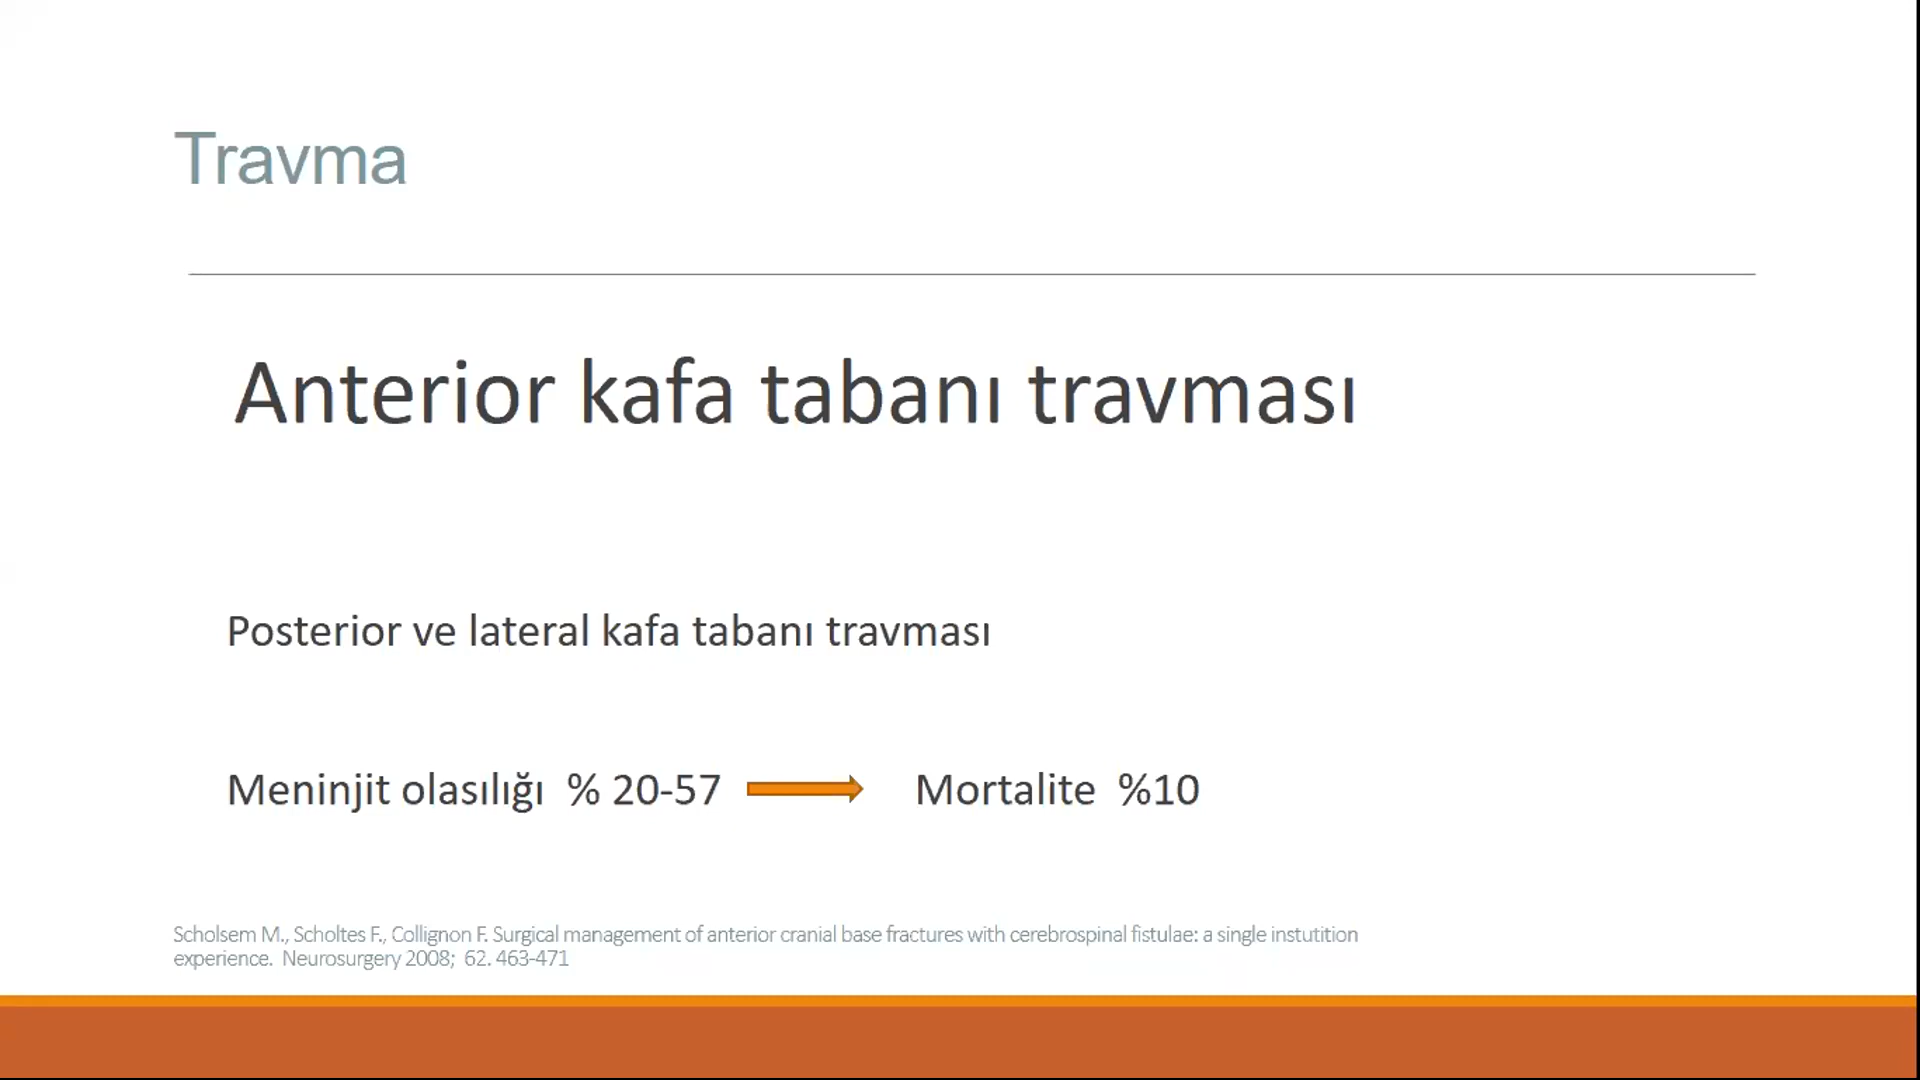 Travma
Anterior kafa tabanı travması
Posterior ve lateral kafa tabanı travması
Meninjit olasılığı % 20-57 Mortalite %10
Scholsem M., Scholtes F., Collignon F. Surgical management of anterior cranial base fractures with cerebrospinal fistulae: a single instutition
experience. Neurosurgery 2008; 62. 463-471